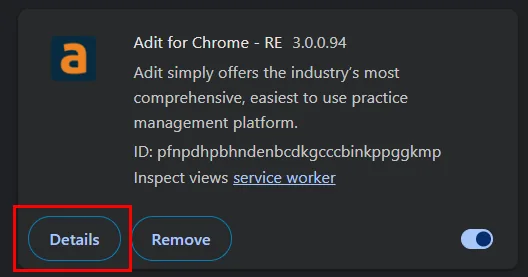 a
Adit for Chrome - RE 3.0.0.94
Adit simply offers the industry’s most
comprehensive, easiest to use practice
management platform.
ID: pfnpdhpbhndenbcdkgcccbinkppggkmp
Inspect views service worker
Details Remove